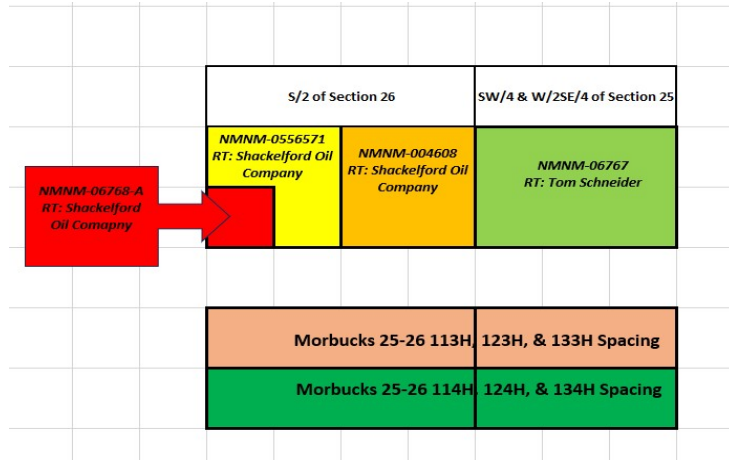 S/2 of Section 26
SW/4 & W/2SE/4 of Section 25
NMNM-0556571
RT: Shackelford Oil
Company
NMNM-004608
RT: Shackelford Oil
Company
NMNM-06767
RT: Tom Schneider
NMNM-06768-A
RT: Shackelford
Oil Comapny
Morbucks 25-26 113H, 123H, & 133H Spacing
Morbucks 25-26 114H, 124H, & 134H Spacing